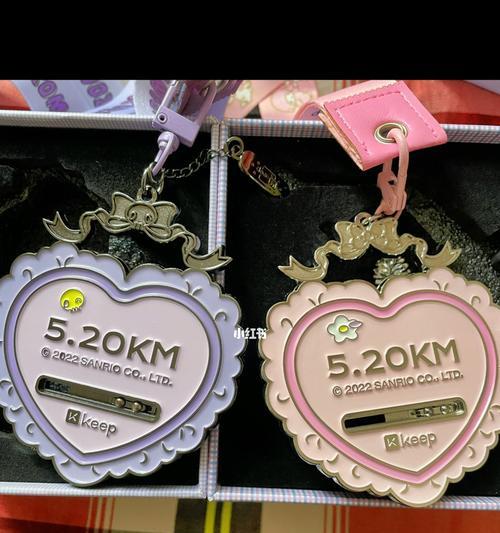 5.20KM
© 2022 SANRIO CO., LTD.
keep
小红书
5.20KM
© 2022 SANRIO CO., LTD.
keep